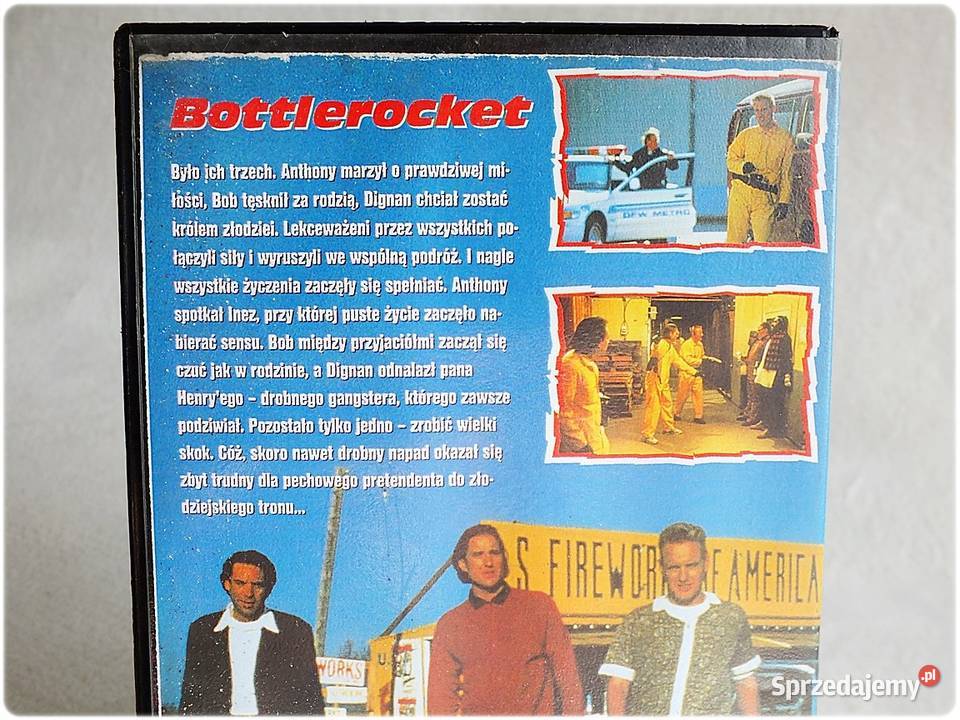 Bottlerocket
Było ich trzech. Anthony marzył o prawdziwej mi-
łości, Bob tęsknił za rodzią, Dignan chciał zostać
królem złodziei. Lekceważeni przez wszystkich po-
łączyli siły i wyruszyli we wspólną podróż. I nagle
wszystkie życzenia zaczęły się spełniać. Anthony
spotkał Inez, przy której puste życie zaczęło na-
bierać sensu. Bob między przyjaciółmi zaczął się
czuć jak w rodzinie, a Dignan odnalazł pana
Henry'ego – drobnego gangstera, którego zawsze
podziwiał. Pozostało tylko jedno – zrobić wielki
skok. Cóż, skoro nawet drobny napad okazał się
zbyt trudny dla pechowego pretendenta do zło-
dziejskiego tronu...
DFW METRO
S FIREWOR F AMERICA
U.
WORKS
Sprzedajemy.pl